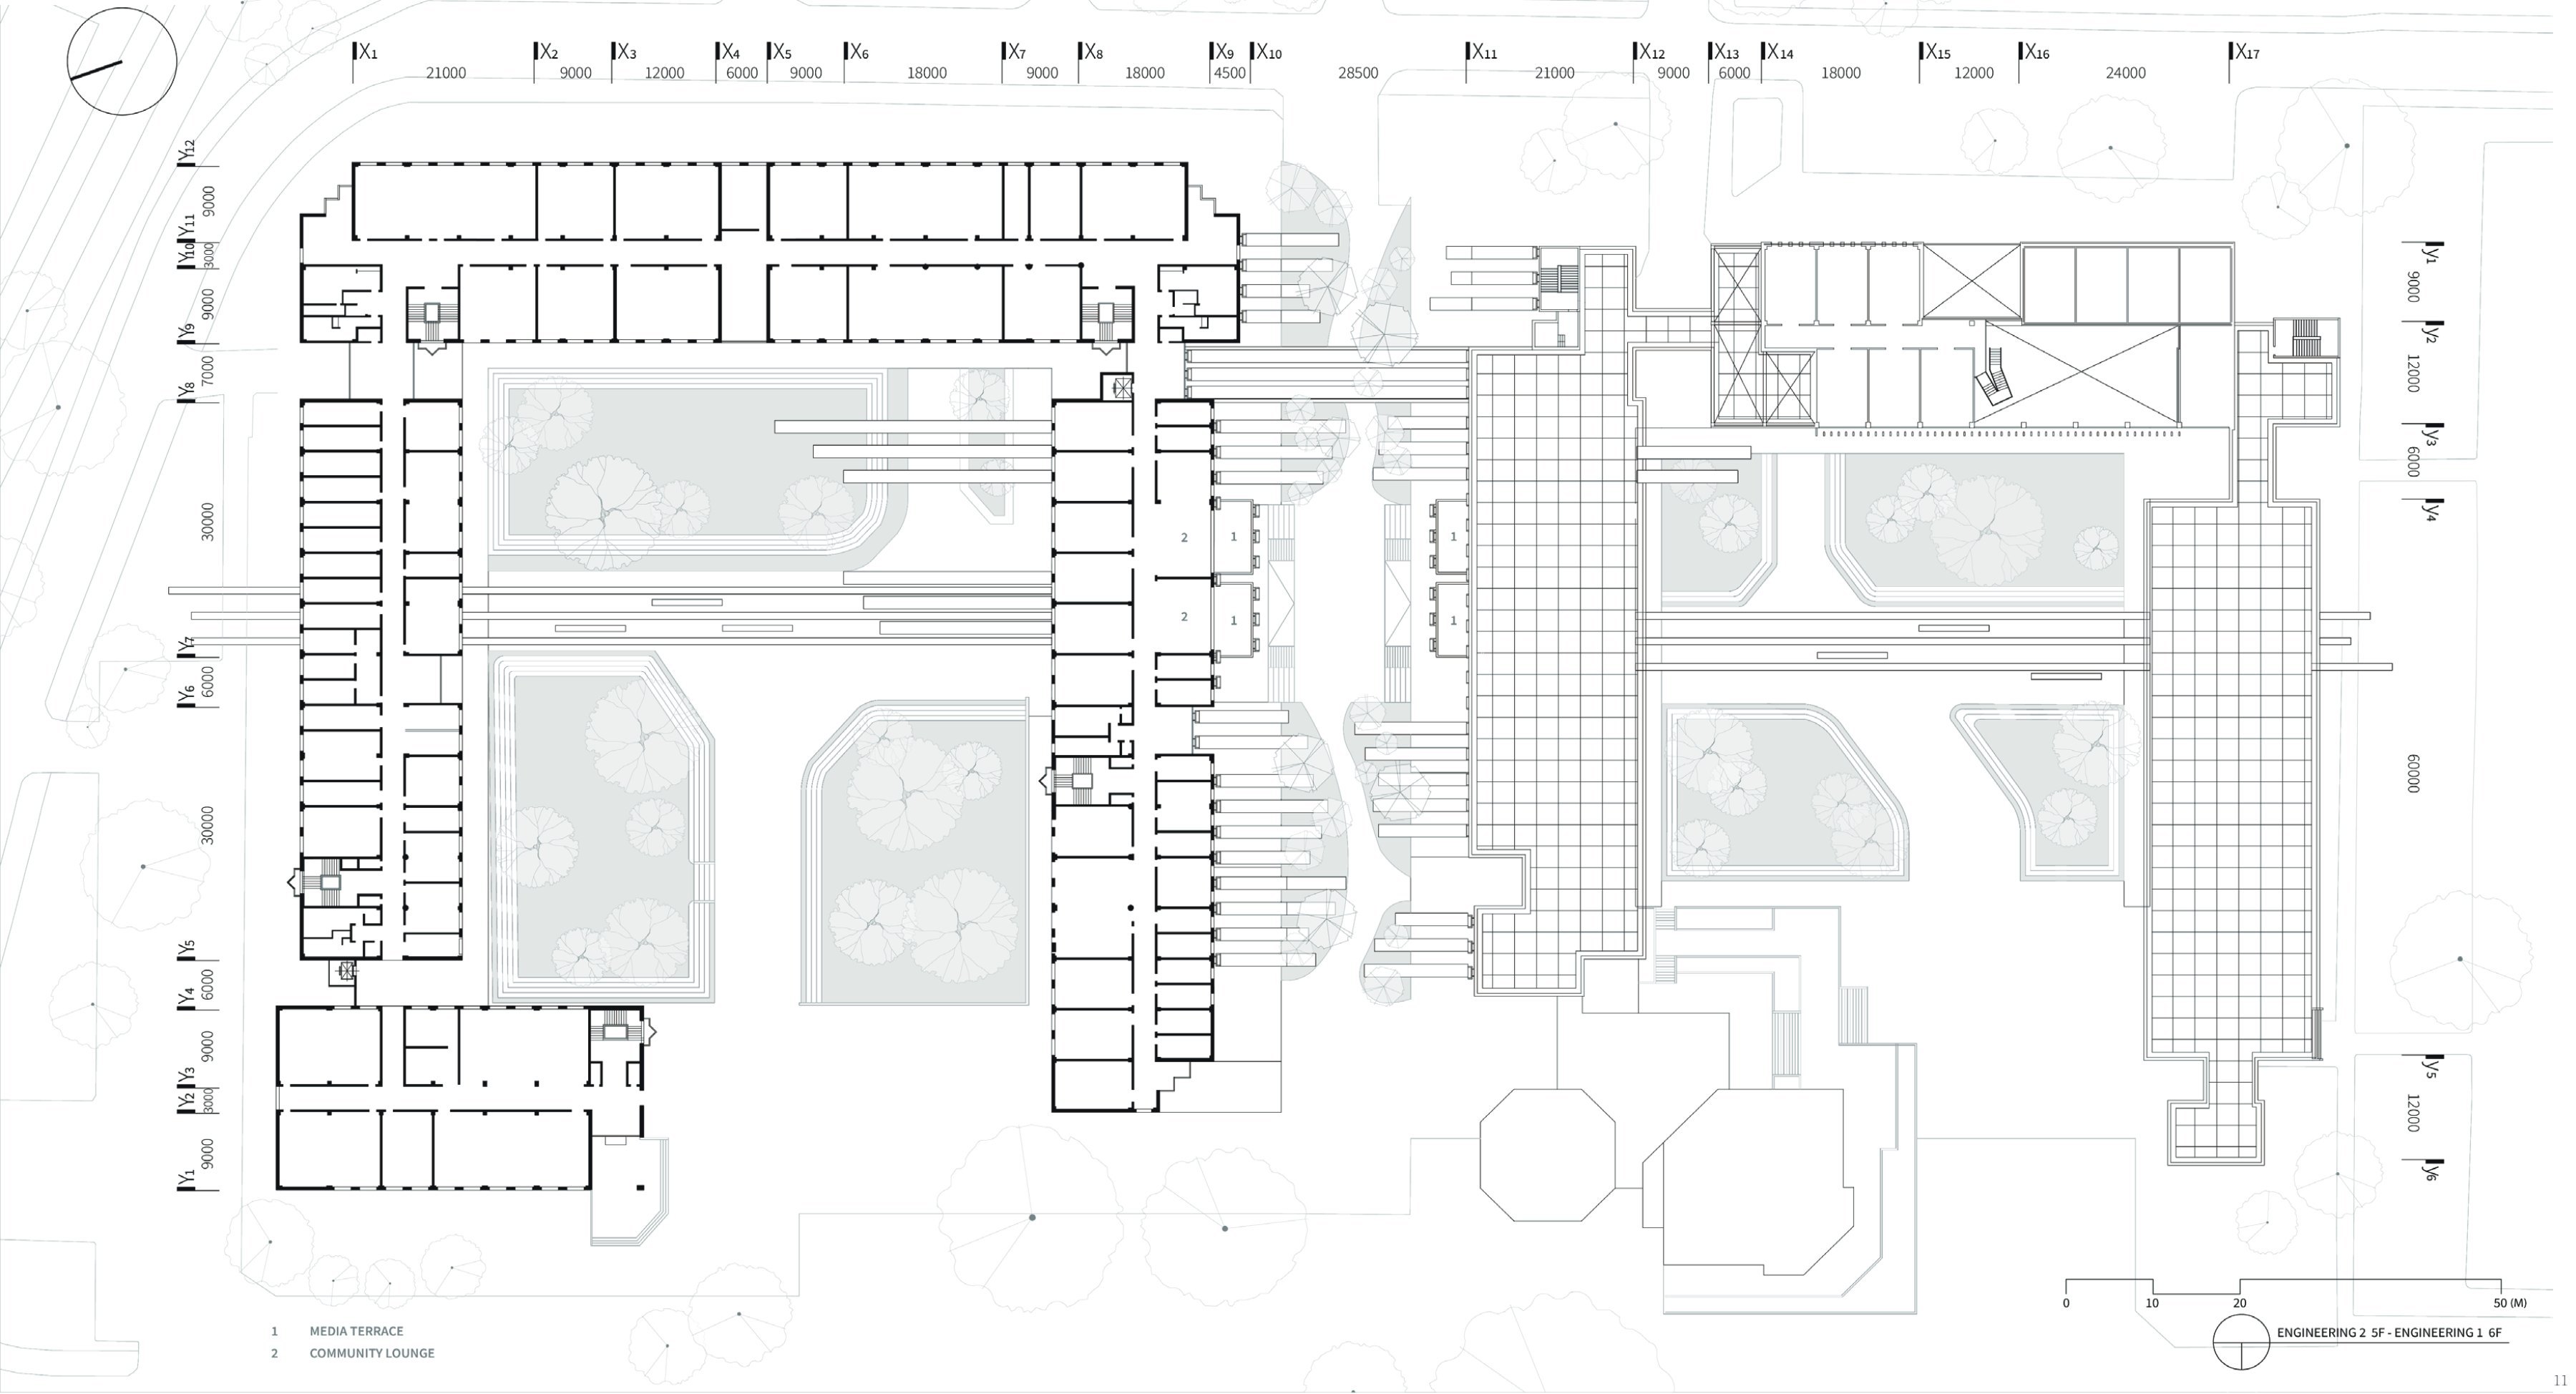 X1 X2 X3 X4 X5 X6 X7 X8 X9 X10 X11 X12 X13 X14 X15 X16 X17
21000 9000 12000 6000 9000 18000 9000 18000 4500 28500 21000 9000 6000 18000 12000 24000
Y12
9000
Y11
3000
Y10
9000
Y9
7000
Y8
30000
Y7
6000
Y6
30000
Y5
6000
Y4
9000
Y3
3000
Y2
9000
Y1
y1
9000
y2
12000
y3
6000
y4
60000
y5
12000
y6
2 1 1
2 1 1
1 MEDIA TERRACE
2 COMMUNITY LOUNGE
0 10 20 50 (M)
ENGINEERING 2 5F - ENGINEERING 1 6F
11